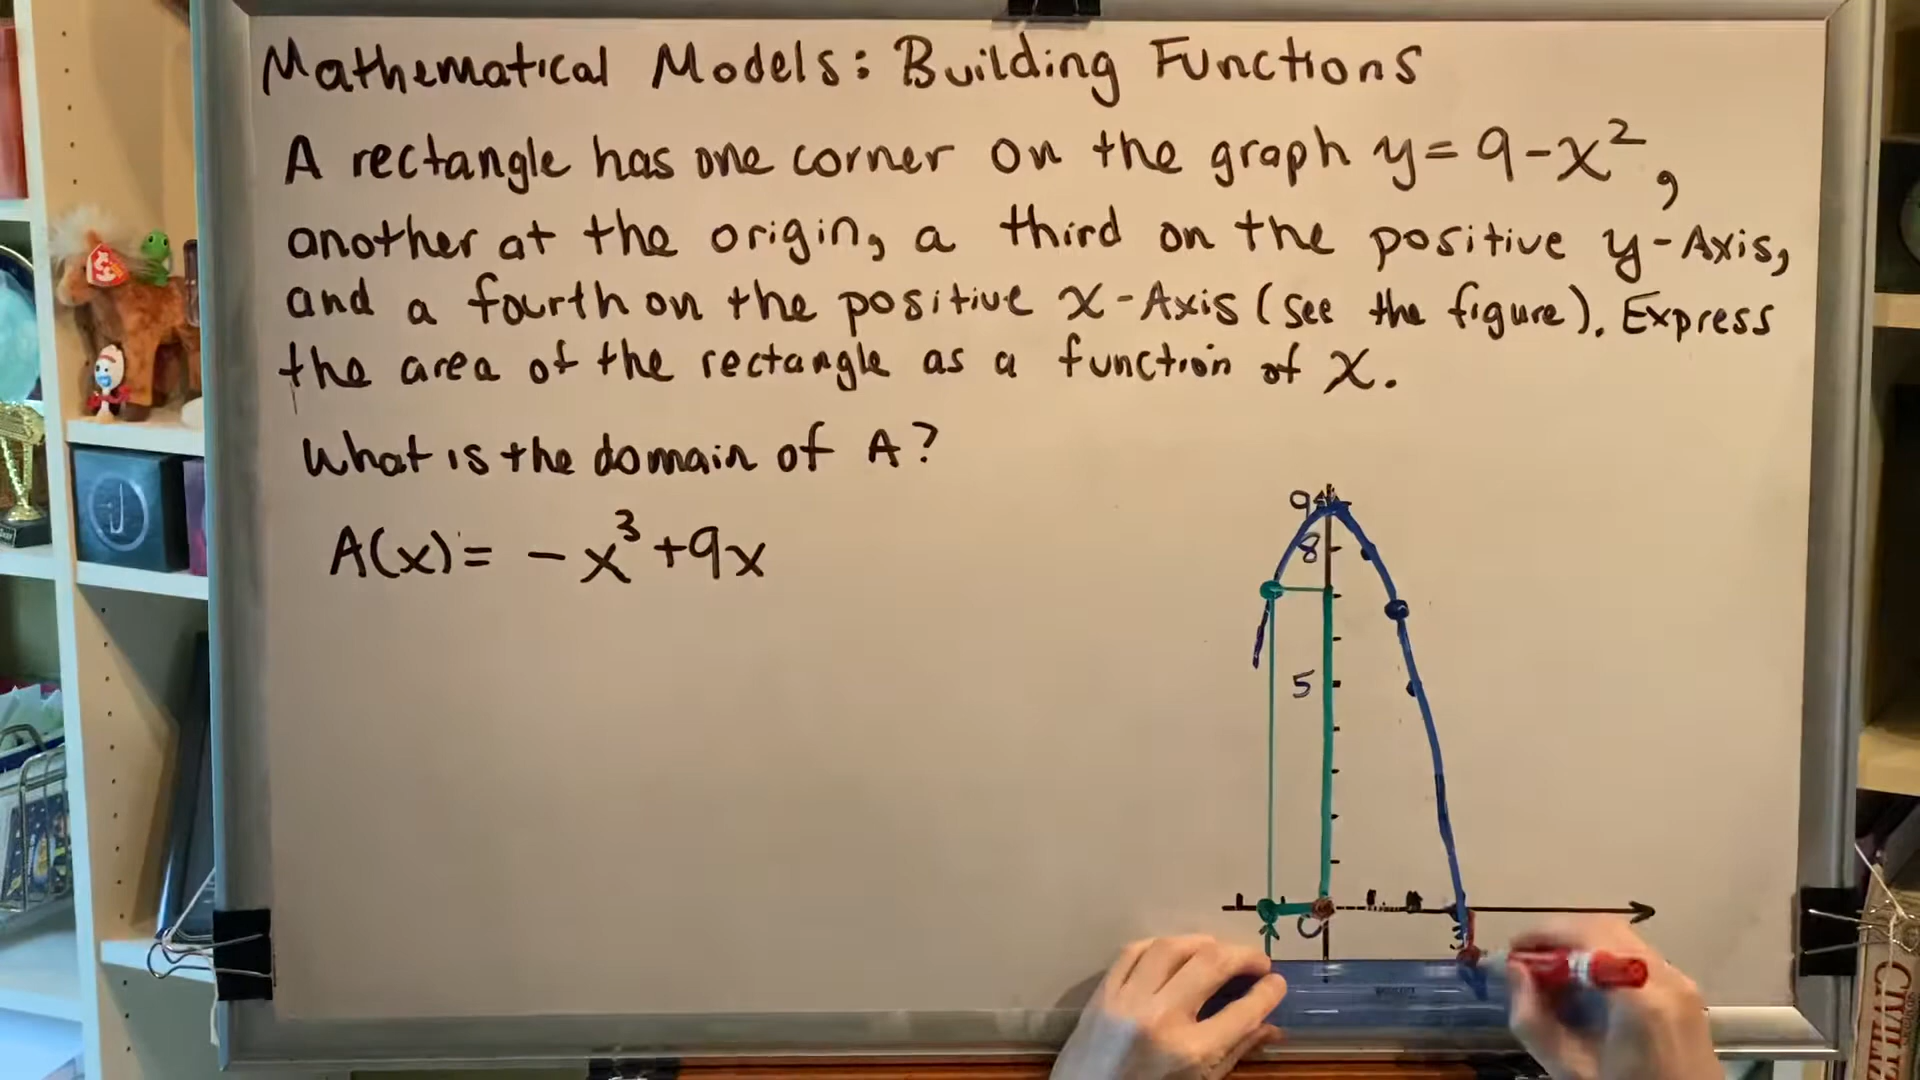 Mathematical Models: Building Functions
A rectangle has one corner on the graph y = 9-x²,
another at the origin, a third on the positive y-Axis,
and a fourth on the positive x-Axis (see the figure). Express
the area of the rectangle as a function of x.
What is the domain of A?
A(x) = -x³+9x
9
8
5
0
3
ty
J
CIVILI